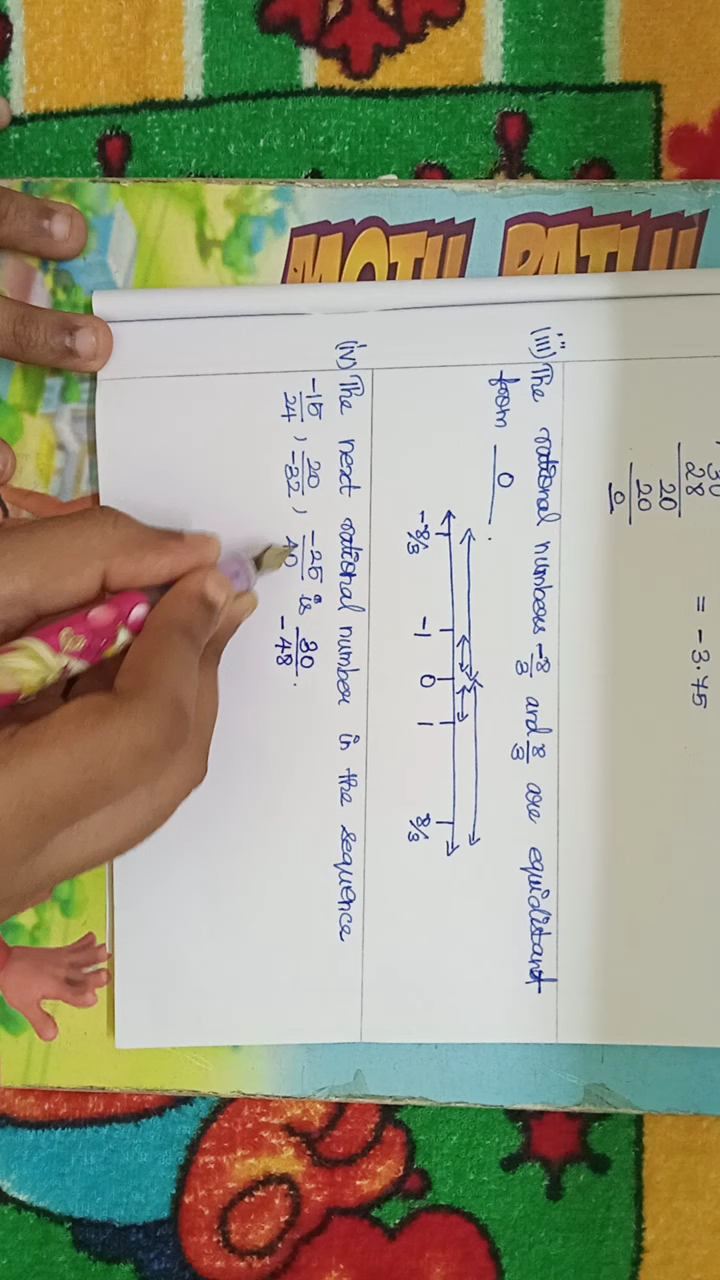 30
28
20
20
0
= -3.75
(iii) The rational numbers -8/3 and 8/3 are equidistant
from 0.
-8/3 -1 0 1 8/3
(iv) The next rational number in the sequence
-15/24, 20/-32, -25/40 is 30/-48.